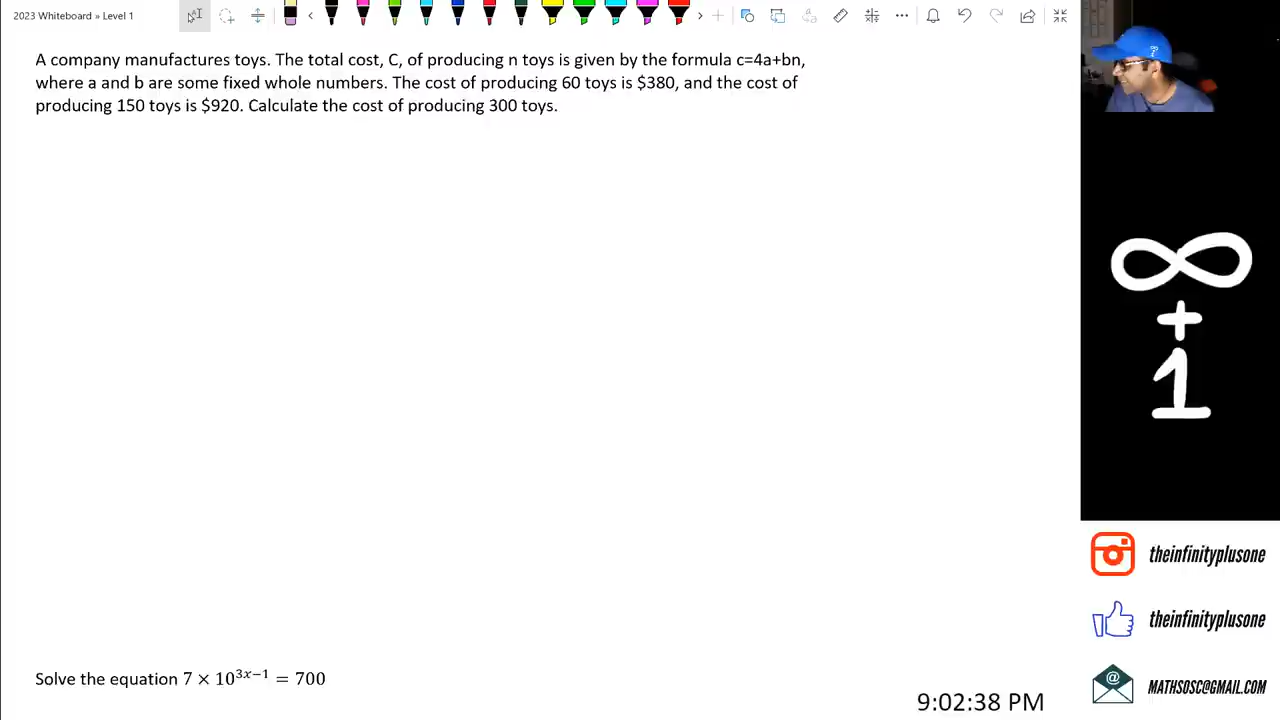 2023 Whiteboard » Level 1
A company manufactures toys. The total cost, C, of producing n toys is given by the formula c=4a+bn,
where a and b are some fixed whole numbers. The cost of producing 60 toys is $380, and the cost of
producing 150 toys is $920. Calculate the cost of producing 300 toys.
∞
+
1
theinfinityplusone
theinfinityplusone
MATHSOSC@GMAIL.COM
Solve the equation 7 × 10^{3x−1} = 700
9:02:38 PM